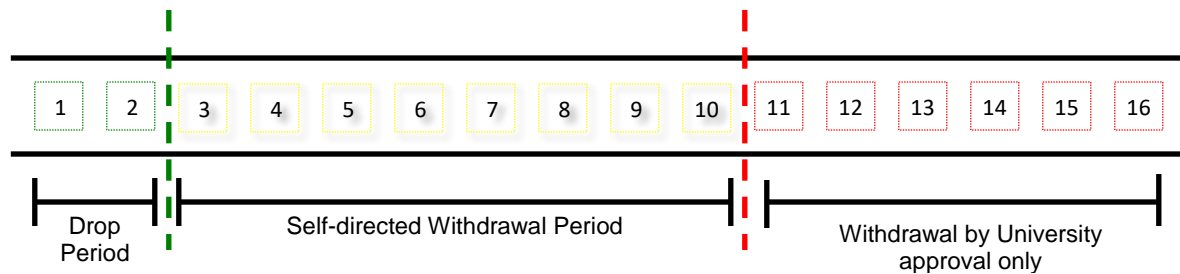 1 2 3 4 5 6 7 8 9 10 11 12 13 14 15 16
Drop
Period
Self-directed Withdrawal Period
Withdrawal by University
approval only